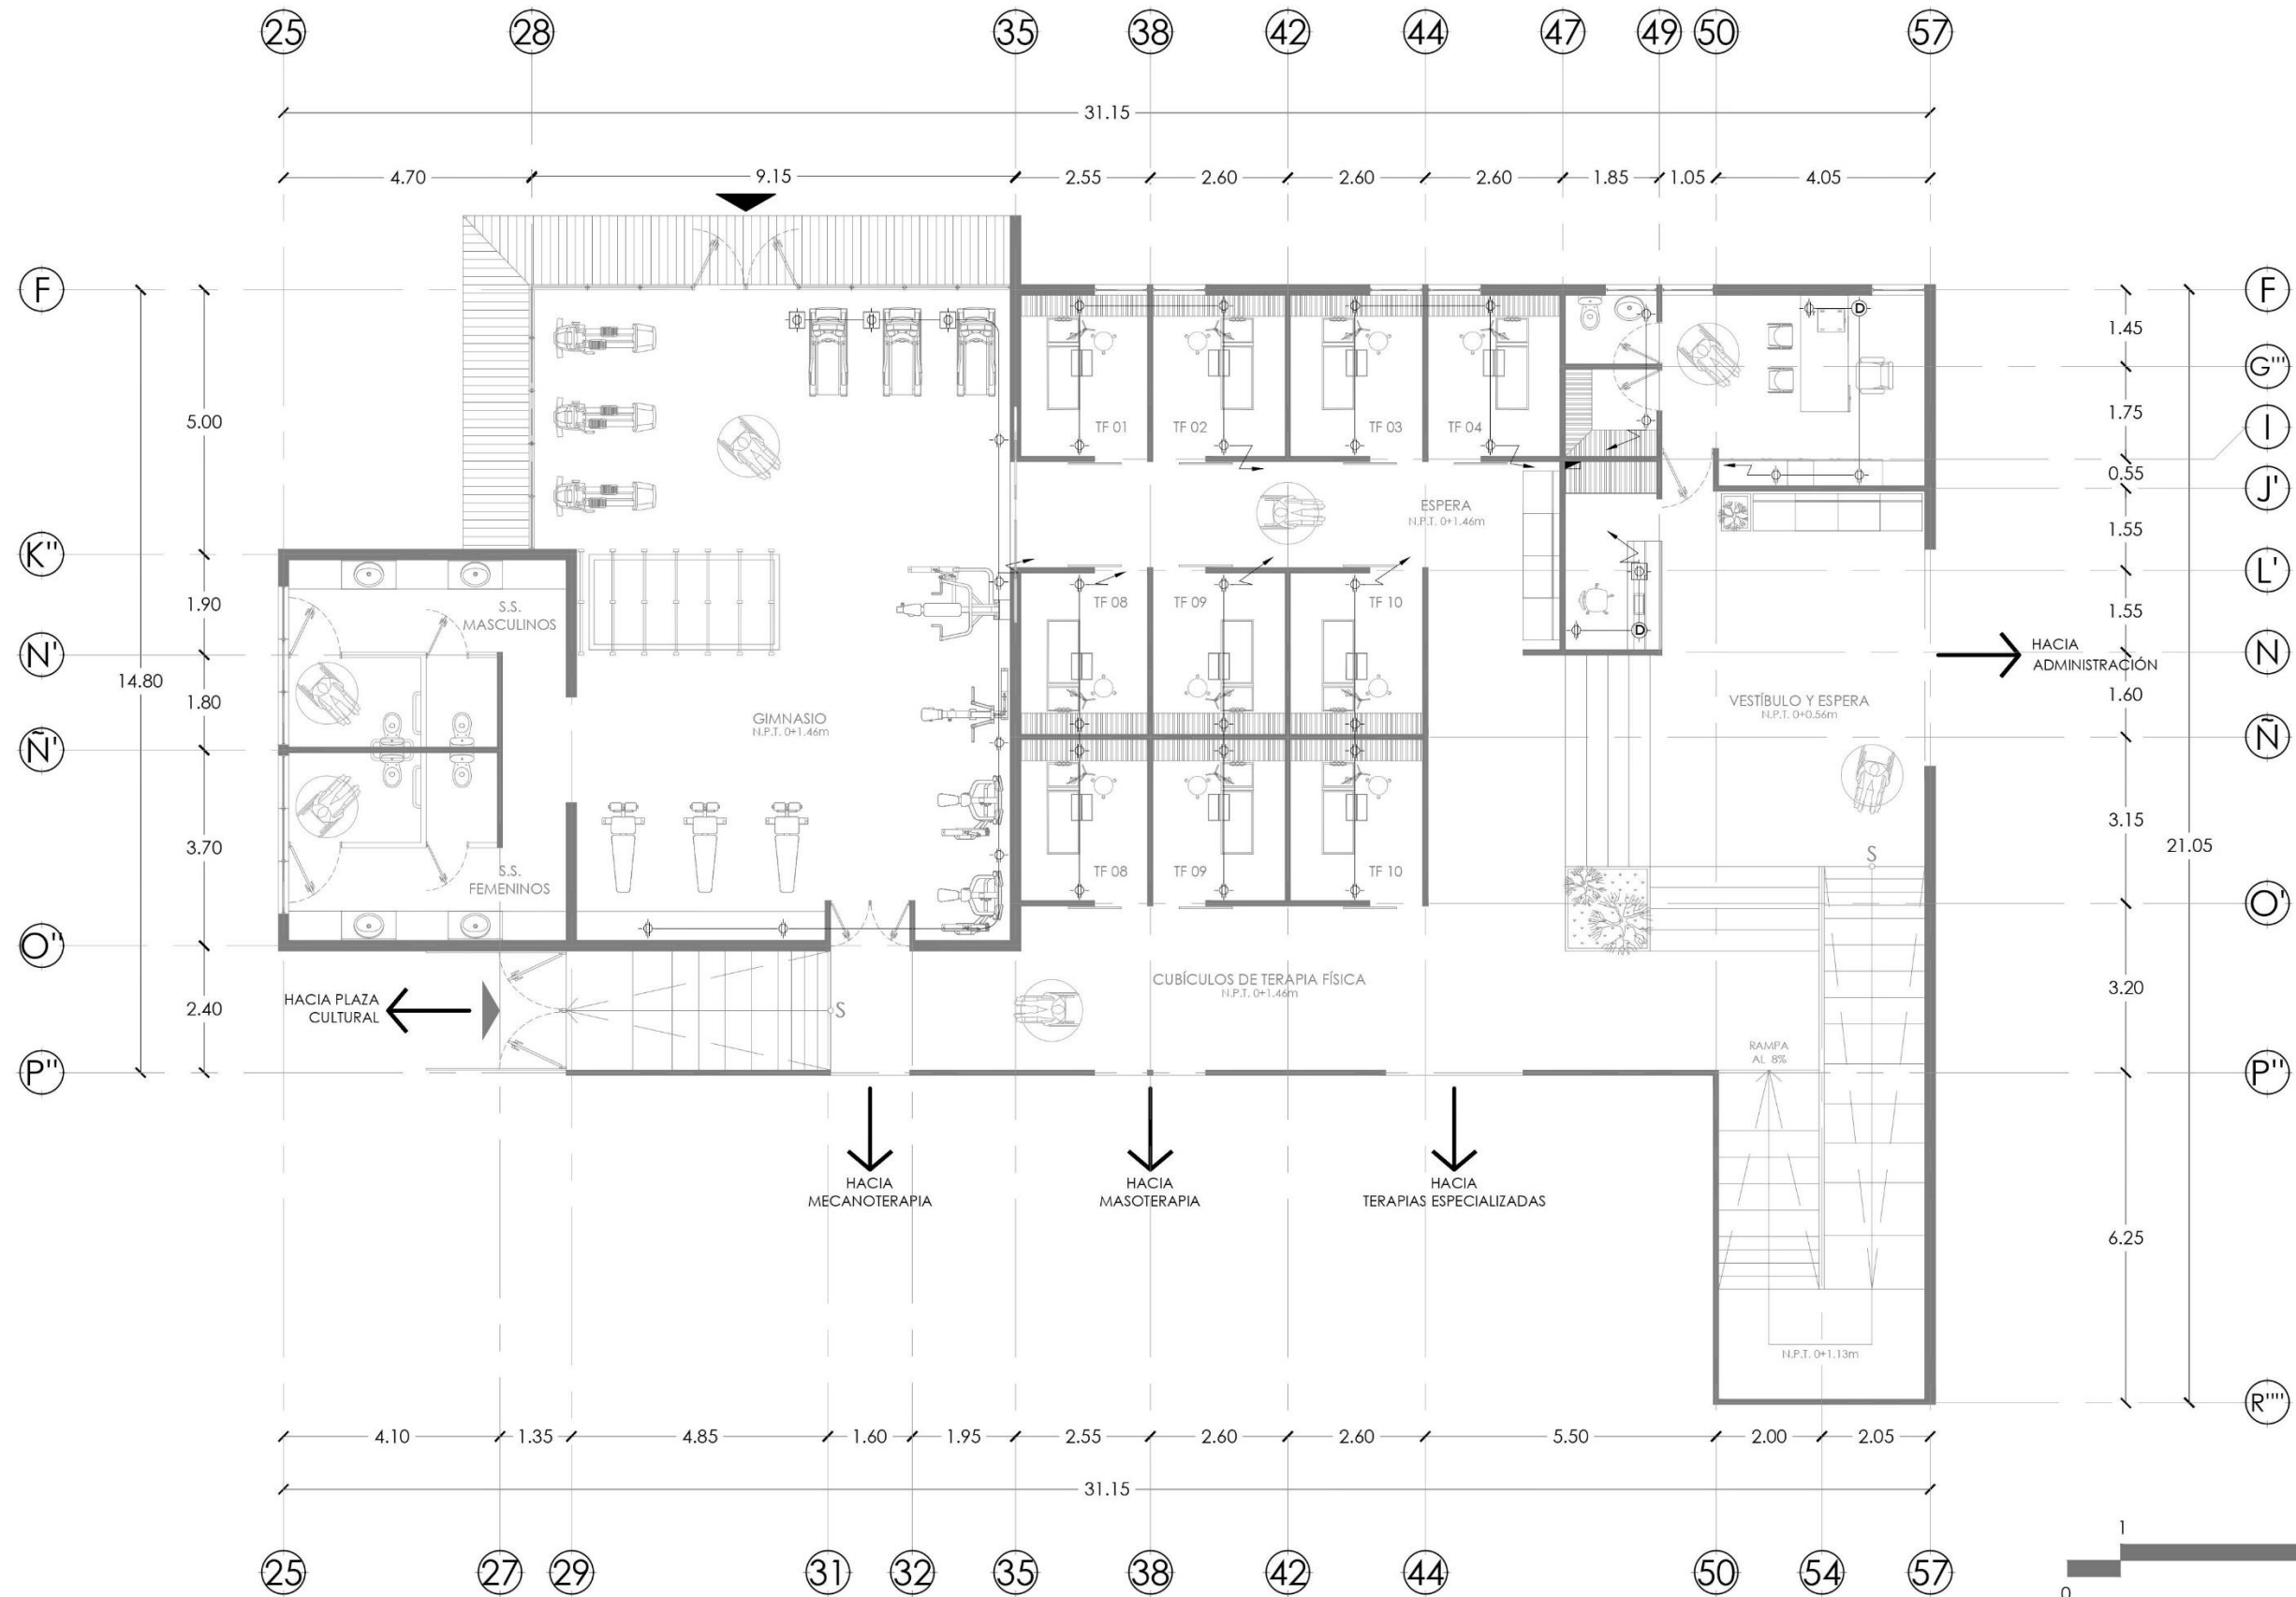 25 28 35 38 42 44 47 49 50 57
31.15
4.70 9.15 2.55 2.60 2.60 2.60 1.85 1.05 4.05
F F
1.45
G'''
D
1.75
5.00
TF 01 TF 02 TF 03 TF 04
I
0.55
J'
ESPERA
N.P.T. 0+1.46m
1.55
K''
L'
1.90
S.S.
MASCULINOS
TF 08 TF 09 TF 10
1.55
D
N'
HACIA
ADMINISTRACIÓN
N
14.80
1.80
1.60
VESTÍBULO Y ESPERA
N.P.T. 0+0.56m
GIMNASIO
N.P.T. 0+1.46m
Ñ' Ñ
3.70
3.15
21.05
S
S.S.
FEMENINOS
TF 08 TF 09 TF 10
O'
O''
CUBÍCULOS DE TERAPIA FÍSICA
N.P.T. 0+1.46m
3.20
HACIA PLAZA
CULTURAL
2.40
S
RAMPA
AL 8%
P'' P''
HACIA
MECANOTERAPIA
HACIA
MASOTERAPIA
HACIA
TERAPIAS ESPECIALIZADAS
6.25
N.P.T. 0+1.13m
R''''
4.10 1.35 4.85 1.60 1.95 2.55 2.60 2.60 5.50 2.00 2.05
31.15
1
25 27 29 31 32 35 38 42 44 50 54 57
0